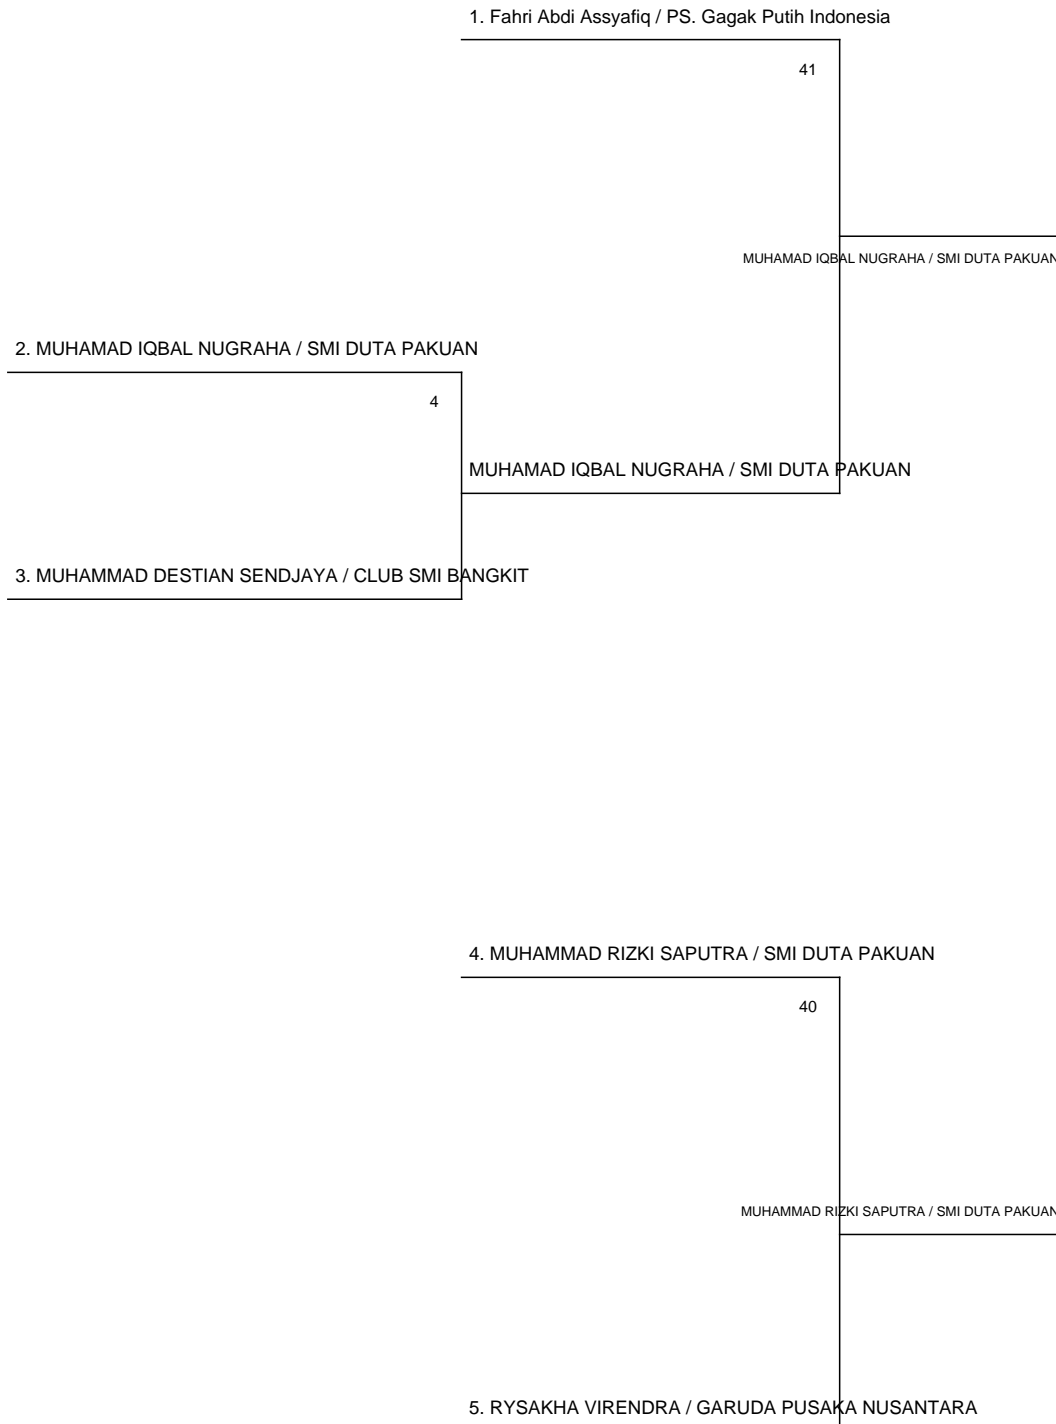 1. Fahri Abdi Assyafiq / PS. Gagak Putih Indonesia
41
MUHAMAD IQBAL NUGRAHA / SMI DUTA PAKUAN
2. MUHAMAD IQBAL NUGRAHA / SMI DUTA PAKUAN
4
MUHAMAD IQBAL NUGRAHA / SMI DUTA PAKUAN
3. MUHAMMAD DESTIAN SENDJAYA / CLUB SMI BANGKIT
4. MUHAMMAD RIZKI SAPUTRA / SMI DUTA PAKUAN
40
MUHAMMAD RIZKI SAPUTRA / SMI DUTA PAKUAN
5. RYSAKHA VIRENDRA / GARUDA PUSAKA NUSANTARA